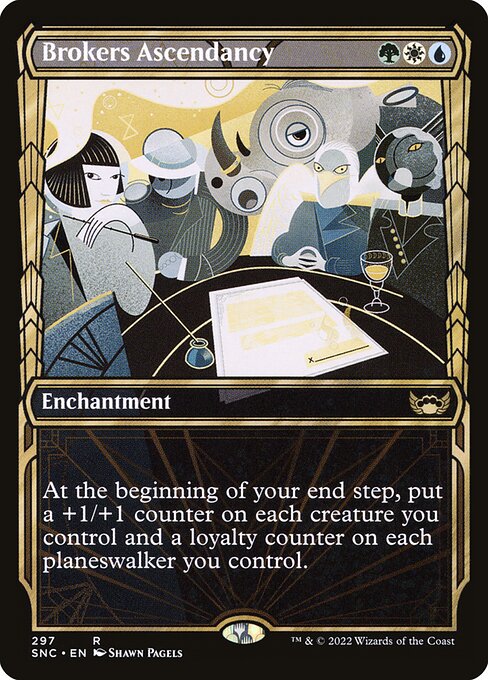 Brokers Ascendancy
Enchantment
At the beginning of your end step, put
a +1/+1 counter on each creature you
control and a loyalty counter on each
planeswalker you control.
297 R
SNC • EN SHAWN PAGELS
™ & © 2022 Wizards of the Coast
x